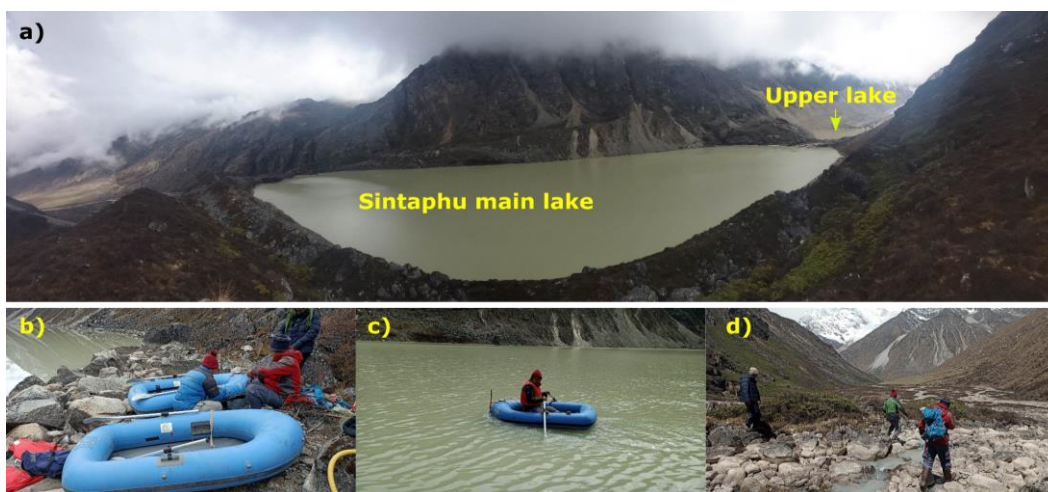 a)
Upper lake
Sintaphu main lake
b)
c)
d)